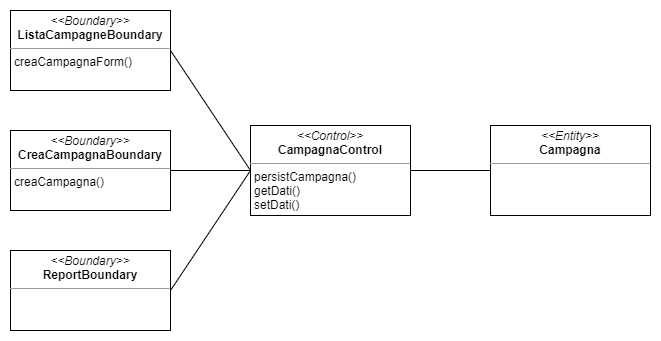 <<Boundary>>
ListaCampagneBoundary
creaCampagnaForm()
<<Boundary>>
CreaCampagnaBoundary
creaCampagna()
<<Boundary>>
ReportBoundary
<<Control>>
CampagnaControl
persistCampagna()
getDati()
setDati()
<<Entity>>
Campagna